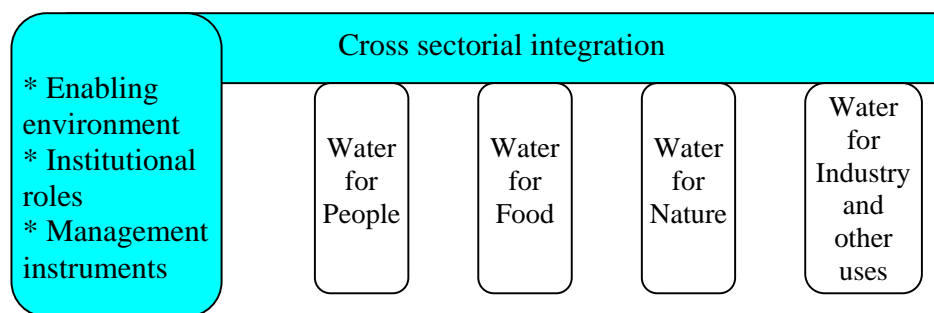 Cross sectorial integration
* Enabling
environment
* Institutional
roles
* Management
instruments
Water
for
People
Water
for
Food
Water
for
Nature
Water
for
Industry
and
other
uses